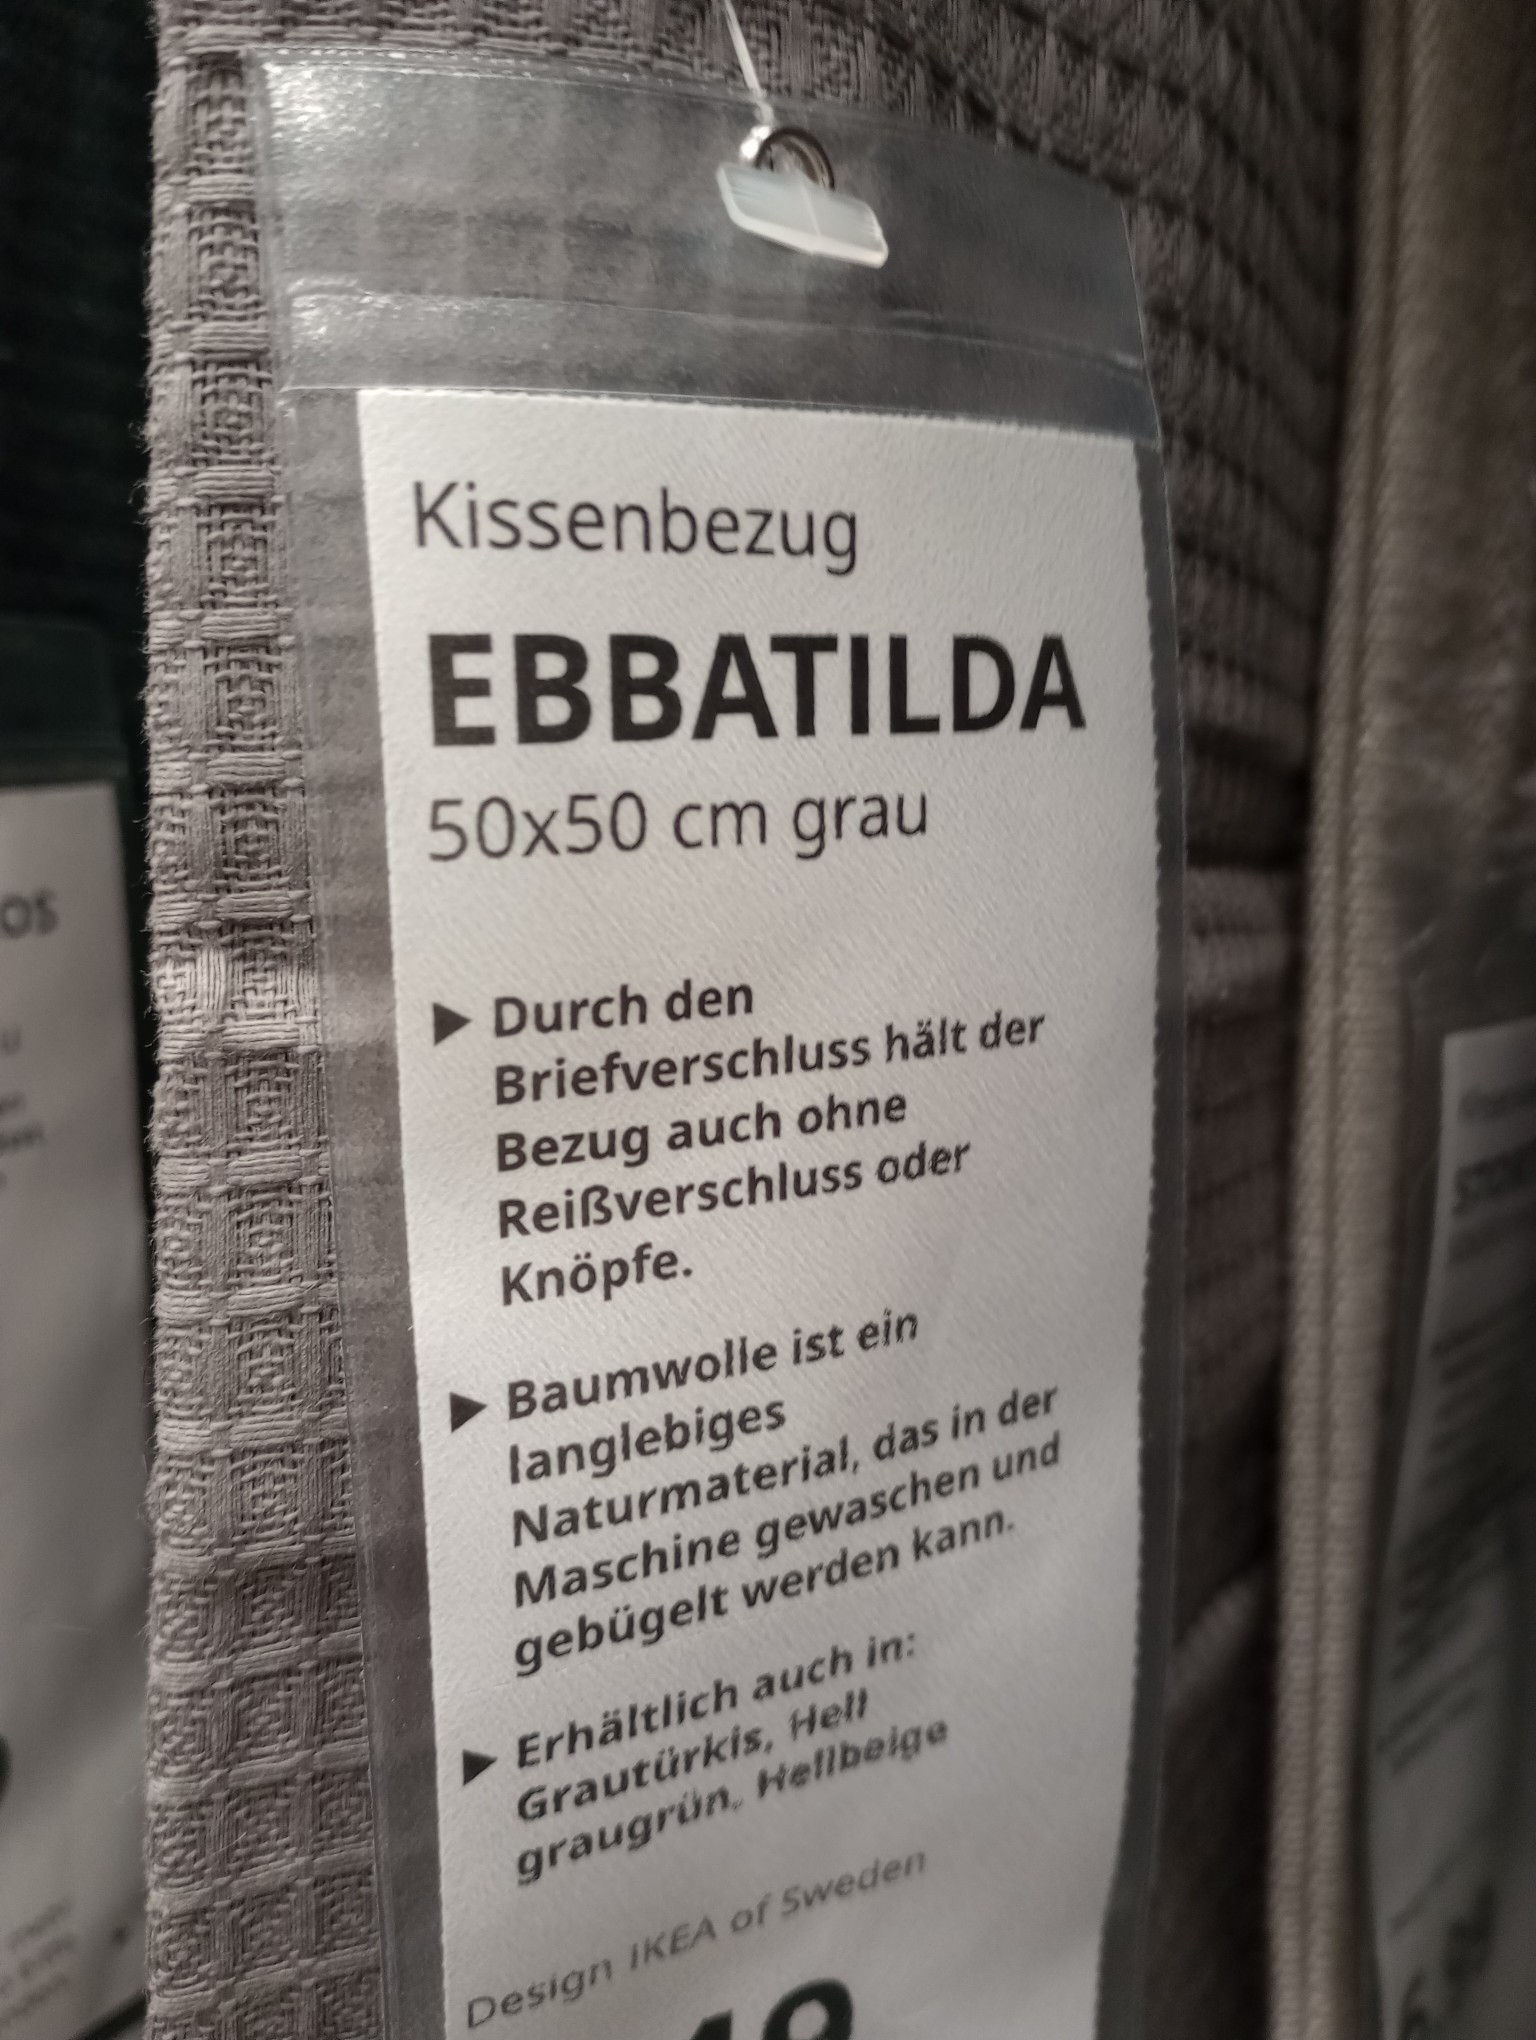 Kissenbezug
EBBATILDA
50x50 cm grau
▶ Durch den
Briefverschluss hält der
Bezug auch ohne
Reißverschluss oder
Knöpfe.
▶ Baumwolle ist ein
langlebiges
Naturmaterial, das in der
Maschine gewaschen und
gebügelt werden kann.
▶ Erhältlich auch in:
Grautürkis, Hell
graugrün, Hellbeige
Design IKEA of Sweden
OS